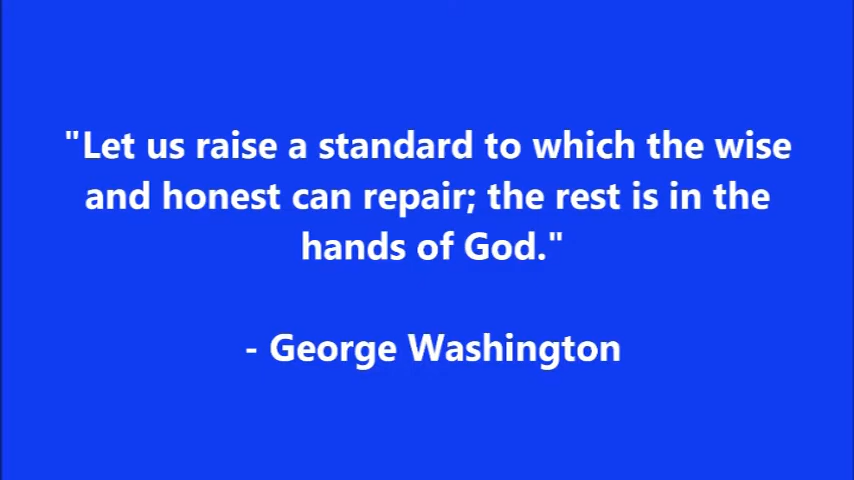 "Let us raise a standard to which the wise
and honest can repair; the rest is in the
hands of God."
- George Washington